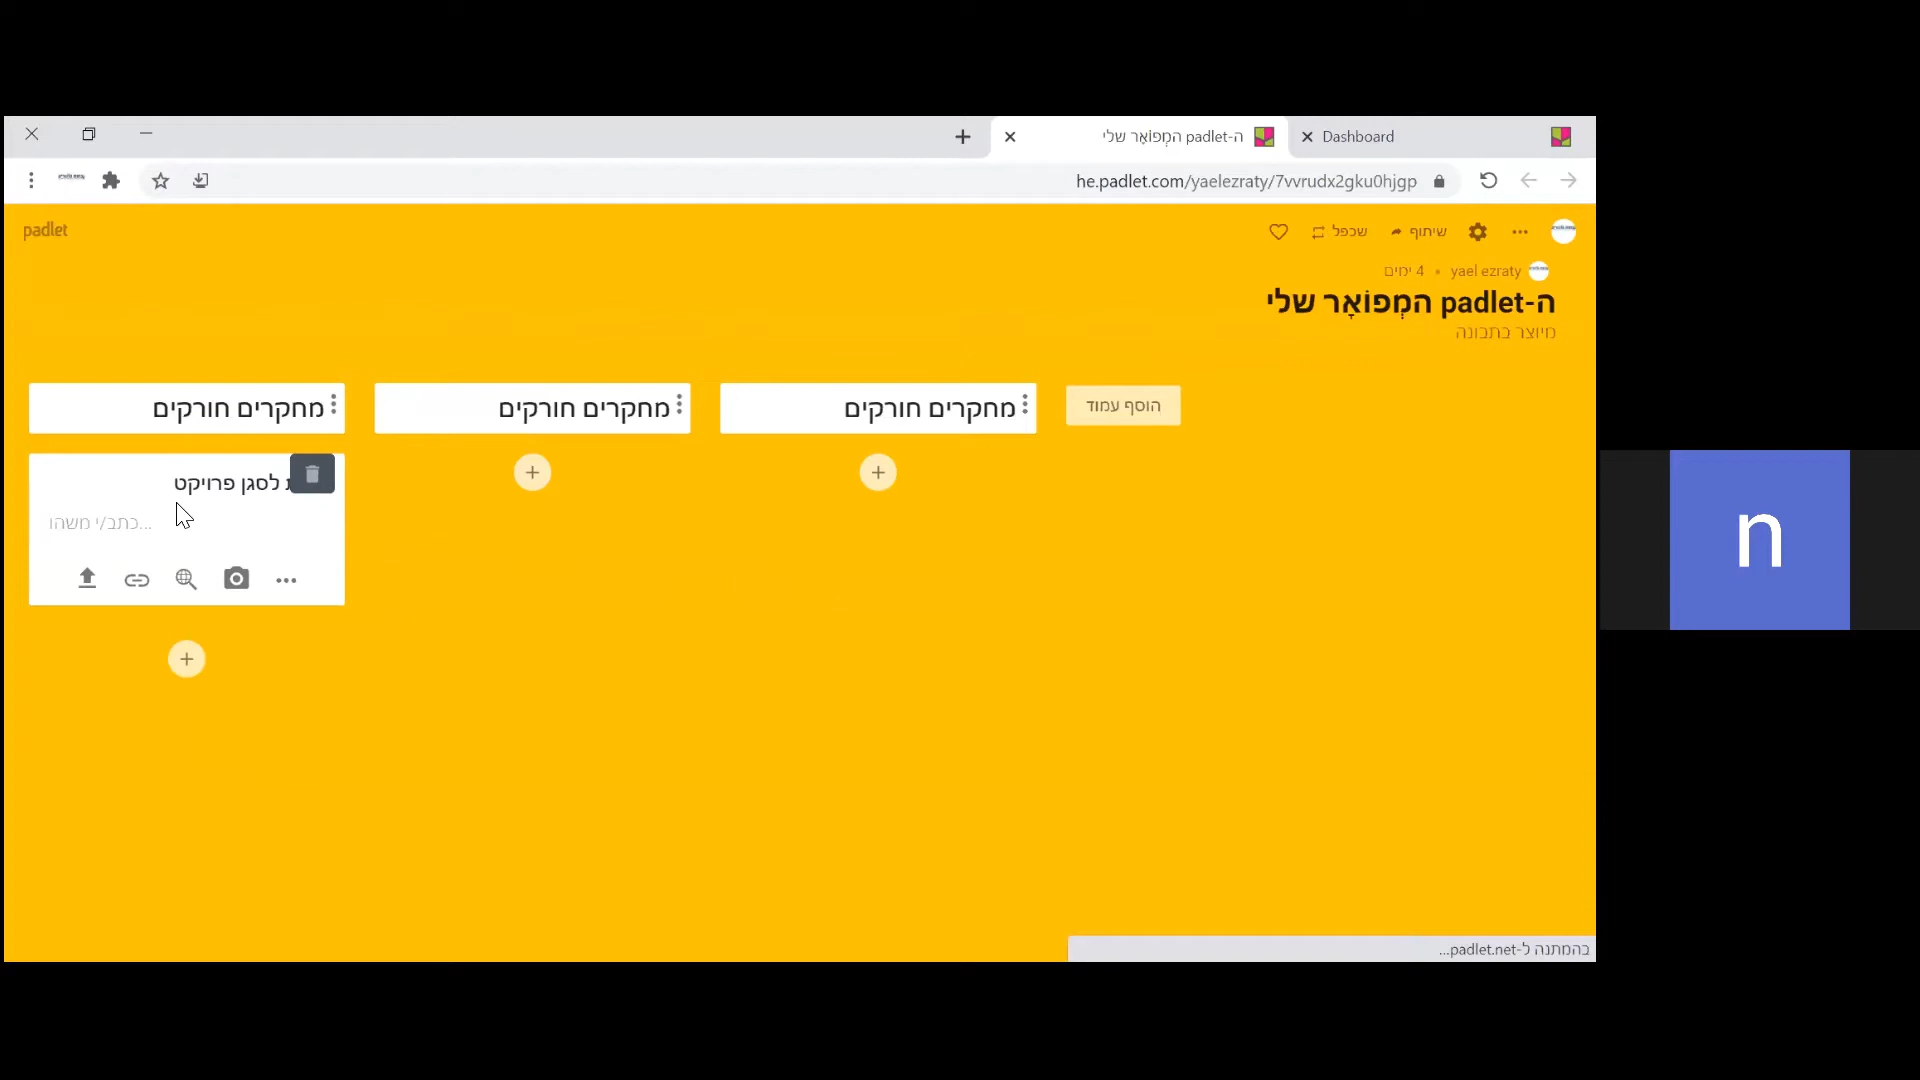 ה-padlet המְפוֹאָר שלי
Dashboard
he.padlet.com/yaelezraty/7vvrudx2gku0hjgp
padlet
שכפל
שיתוף
yael ezraty • 4 ימים
ה-padlet המְפוֹאָר שלי
מיוצר בתבונה
מחקרים חורקים
מחקרים חורקים
מחקרים חורקים
הוסף עמוד
לסגן פרויקט
כתב/י משהו...
n
בהמתנה ל-padlet.net...